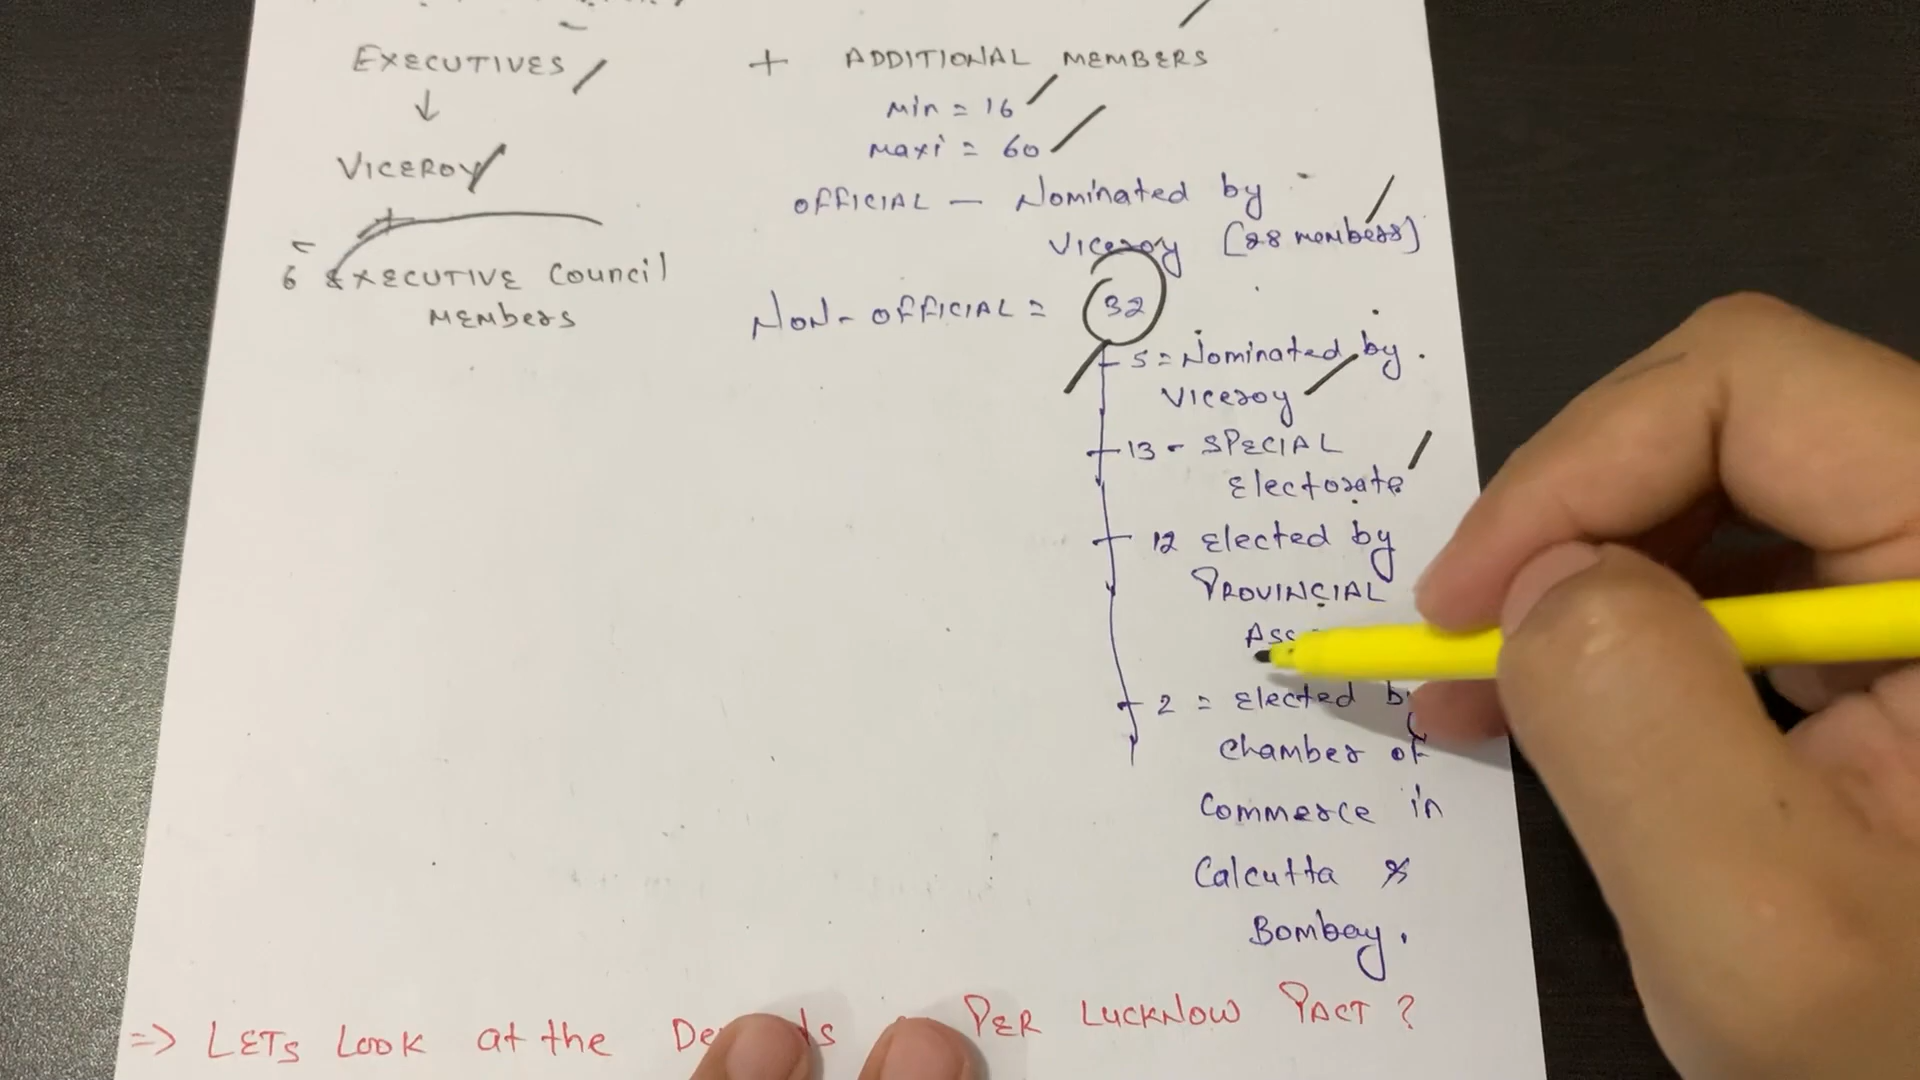 EXECUTIVES + ADDITIONAL MEMBERS
↓
Min = 16
Maxi = 60
VICEROY
OFFICIAL — Nominated by
Viceroy [28 members]
6 EXECUTIVE Council
MEMbers
NON-OFFICIAL = 32
5 = Nominated by
Viceroy
13 - SPECIAL
Electorate
12 Elected by
PROVINCIAL
2 = Elected by
Chamber of
Commerce in
Calcutta &
Bombay.
=> LETS LOOK at the PER LUCKNOW PACT ?